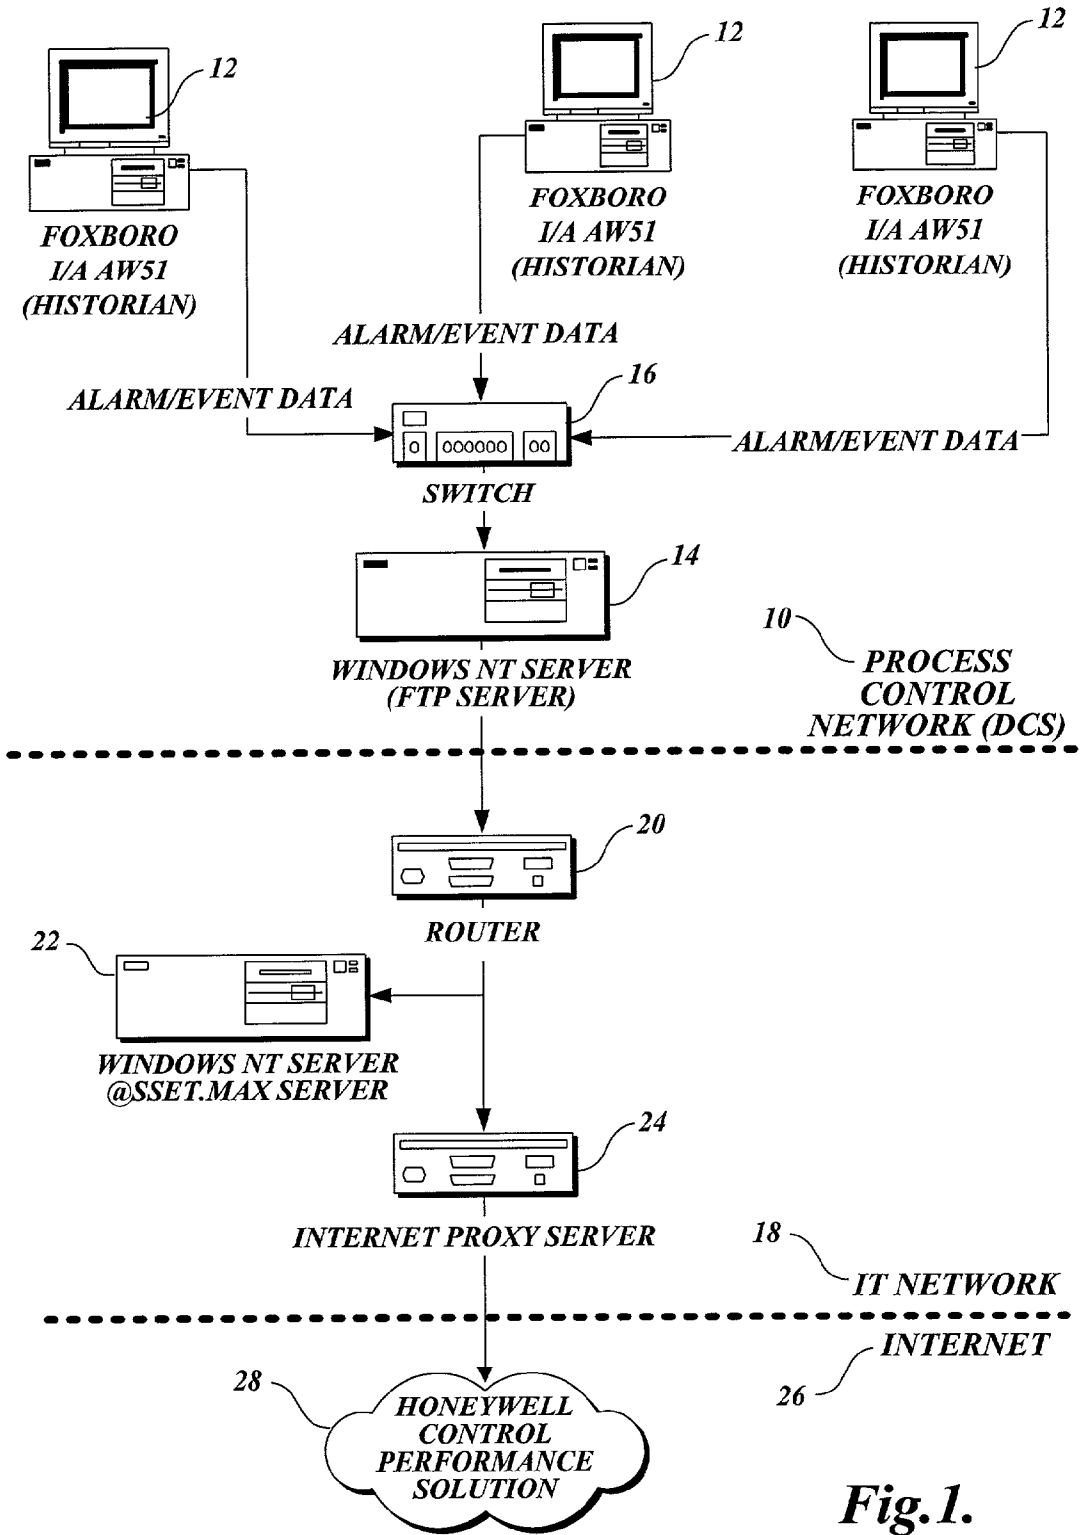 12
12
12
FOXBORO
I/A AW51
(HISTORIAN)
FOXBORO
I/A AW51
(HISTORIAN)
FOXBORO
I/A AW51
(HISTORIAN)
ALARM/EVENT DATA
ALARM/EVENT DATA
ALARM/EVENT DATA
16
SWITCH
14
WINDOWS NT SERVER
(FTP SERVER)
10
PROCESS
CONTROL
NETWORK (DCS)
20
ROUTER
22
WINDOWS NT SERVER
@SSET.MAX SERVER
24
INTERNET PROXY SERVER
18
IT NETWORK
INTERNET
26
28
HONEYWELL
CONTROL
PERFORMANCE
SOLUTION
Fig.1.